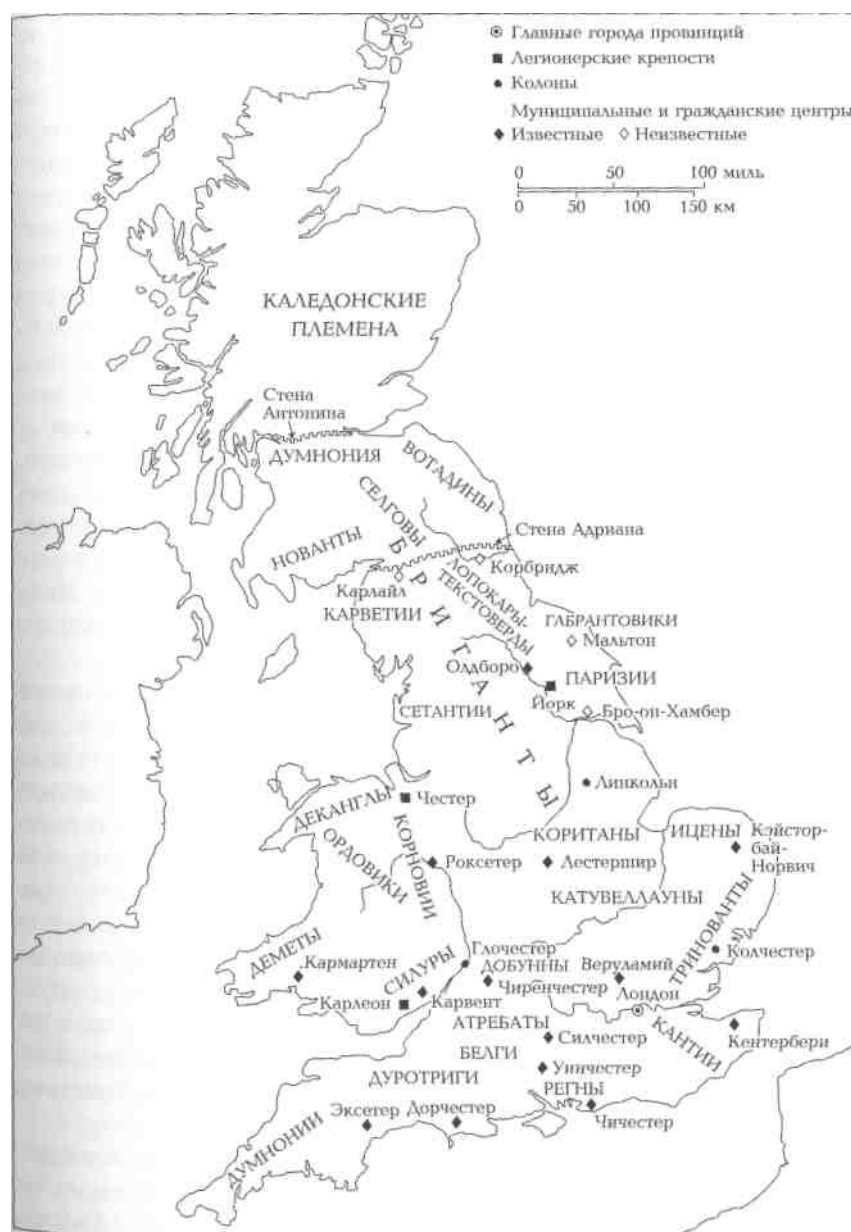 Главные города провинций
Легионерские крепости
Колоны
Муниципальные и гражданские центры
Известные Неизвестные
0 50 100 миль
0 50 100 150 км
КАЛЕДОНСКИЕ
ПЛЕМЕНА
Стена
Антонина
ДУМНОНИЯ
ВОТАДИНЫ
СЕЛГОВЫ
НОВАНТЫ
Стена Адриана
БРИГАНТЫ
Корбридж
Карлайл
КАРВЕТИИ
ЛОПОКАРЫ-
ТЕКСТОВЕРДЫ
ГАБРАНТОВИКИ
Мальтон
Олдборо
ПАРИЗИИ
Йорк
СЕТАНТИИ
Бро-он-Хамбер
Линкольн
ДЕКАНГЛЫ
Честер
ОРДОВИКИ
КОРНОВИИ
КОРИТАНЫ
ИЦЕНЫ
Кэйстор-
бай-
Норвич
Роксетер
Лестершир
КАТУВЕЛЛАУНЫ
ТРИНОВАНТЫ
ДЕМЕТЫ
Кармартен
СИЛУРЫ
Глочестер
ДОБУННЫ
Веруламий
Колчестер
Чиренчестер
Лондон
Карлеон
Карвент
АТРЕБАТЫ
Силчестер
КАНТИИ
Кентербери
БЕЛГИ
Уинчестер
ДУРОТРИГИ
РЕГНЫ
Эксетер
Дорчестер
Чичестер
ДУМНОНИИ